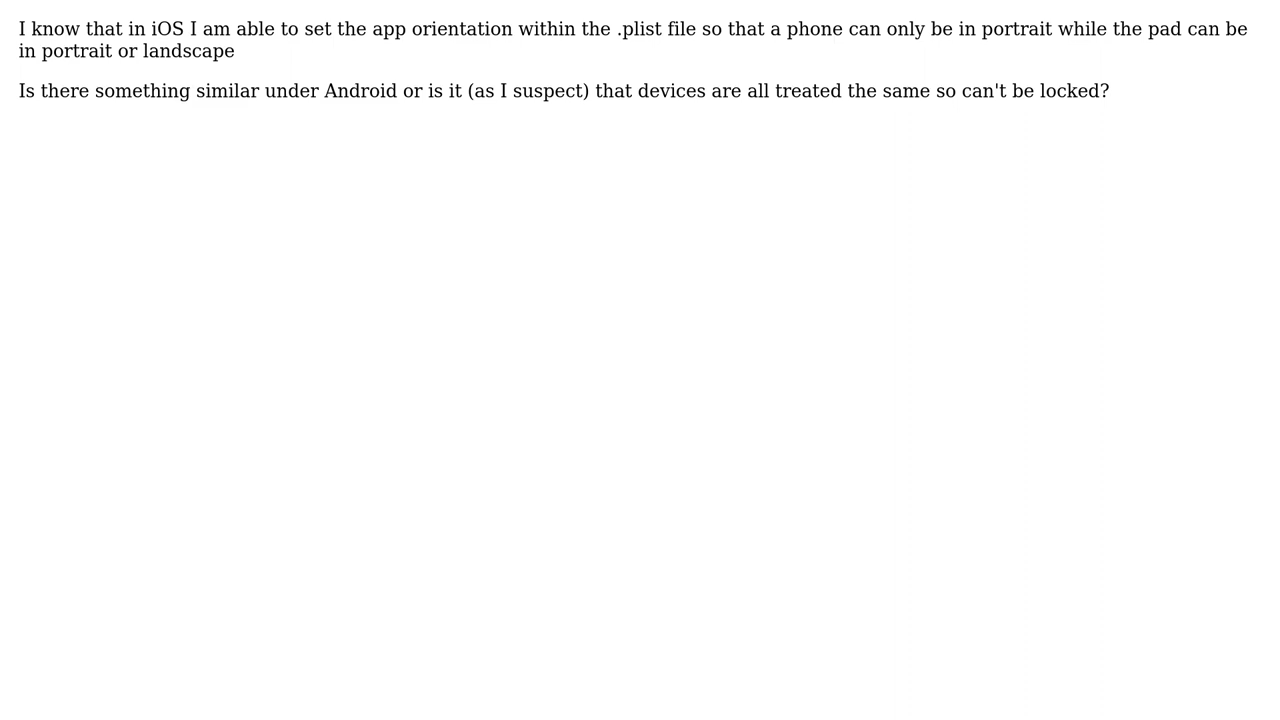 I know that in iOS I am able to set the app orientation within the .plist file so that a phone can only be in portrait while the pad can be
in portrait or landscape
Is there something similar under Android or is it (as I suspect) that devices are all treated the same so can't be locked?